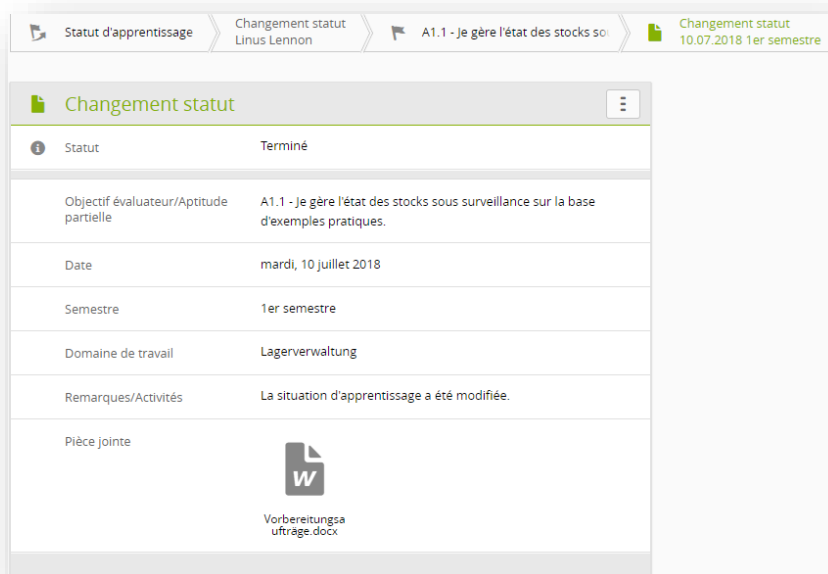 Statut d'apprentissage
Changement statut
Linus Lennon
A1.1 - Je gère l'état des stocks so
Changement statut
10.07.2018 1er semestre
Changement statut
Statut
Terminé
Objectif évaluateur/Aptitude
partielle
A1.1 - Je gère l'état des stocks sous surveillance sur la base
d'exemples pratiques.
Date
mardi, 10 juillet 2018
Semestre
1er semestre
Domaine de travail
Lagerverwaltung
Remarques/Activités
La situation d'apprentissage a été modifiée.
Pièce jointe
W
Vorbereitungsa
ufträge.docx